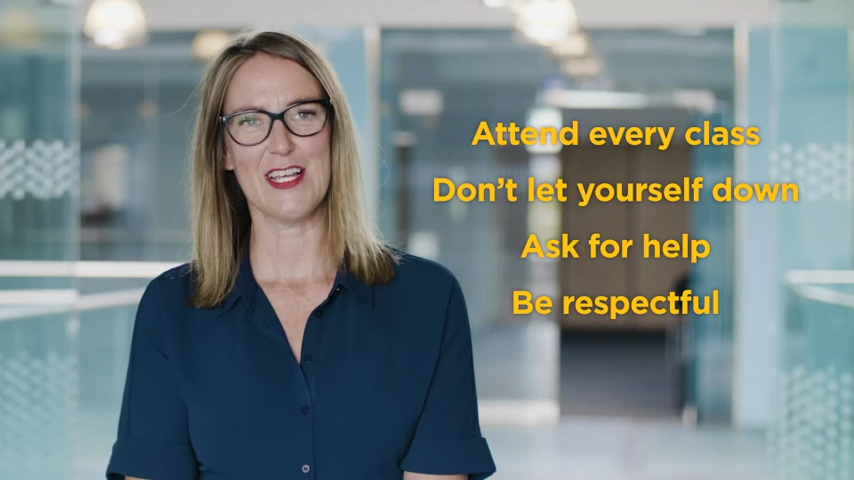 Attend every class
Don't let yourself down
Ask for help
Be respectful